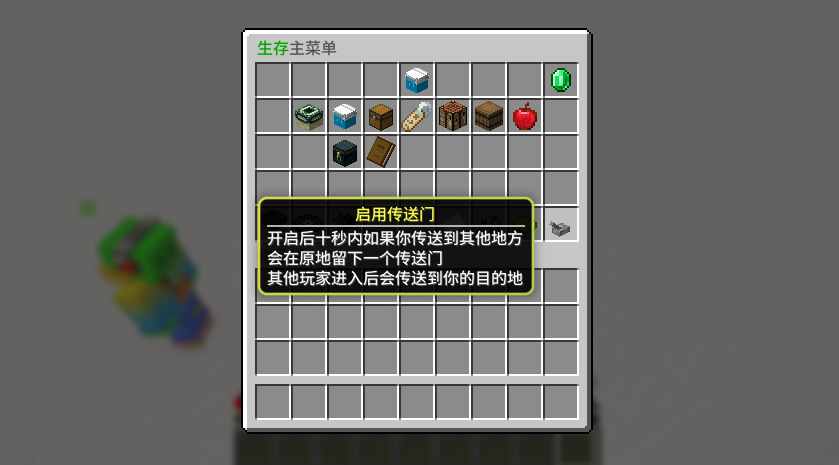 生存主菜单
启用传送门
开启后十秒内如果你传送到其他地方
会在原地留下一个传送门
其他玩家进入后会传送到你的目的地